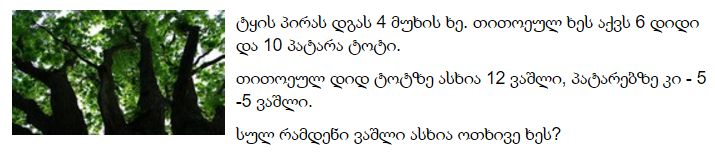 ტყის პირას დგას 4 მუხის ხე. თითოეულ ხეს აქვს 6 დიდი
და 10 პატარა ტოტი.
თითოეულ დიდ ტოტზე ასხია 12 ვაშლი, პატარებზე კი - 5
-5 ვაშლი.
სულ რამდენი ვაშლი ასხია ოთხივე ხეს?